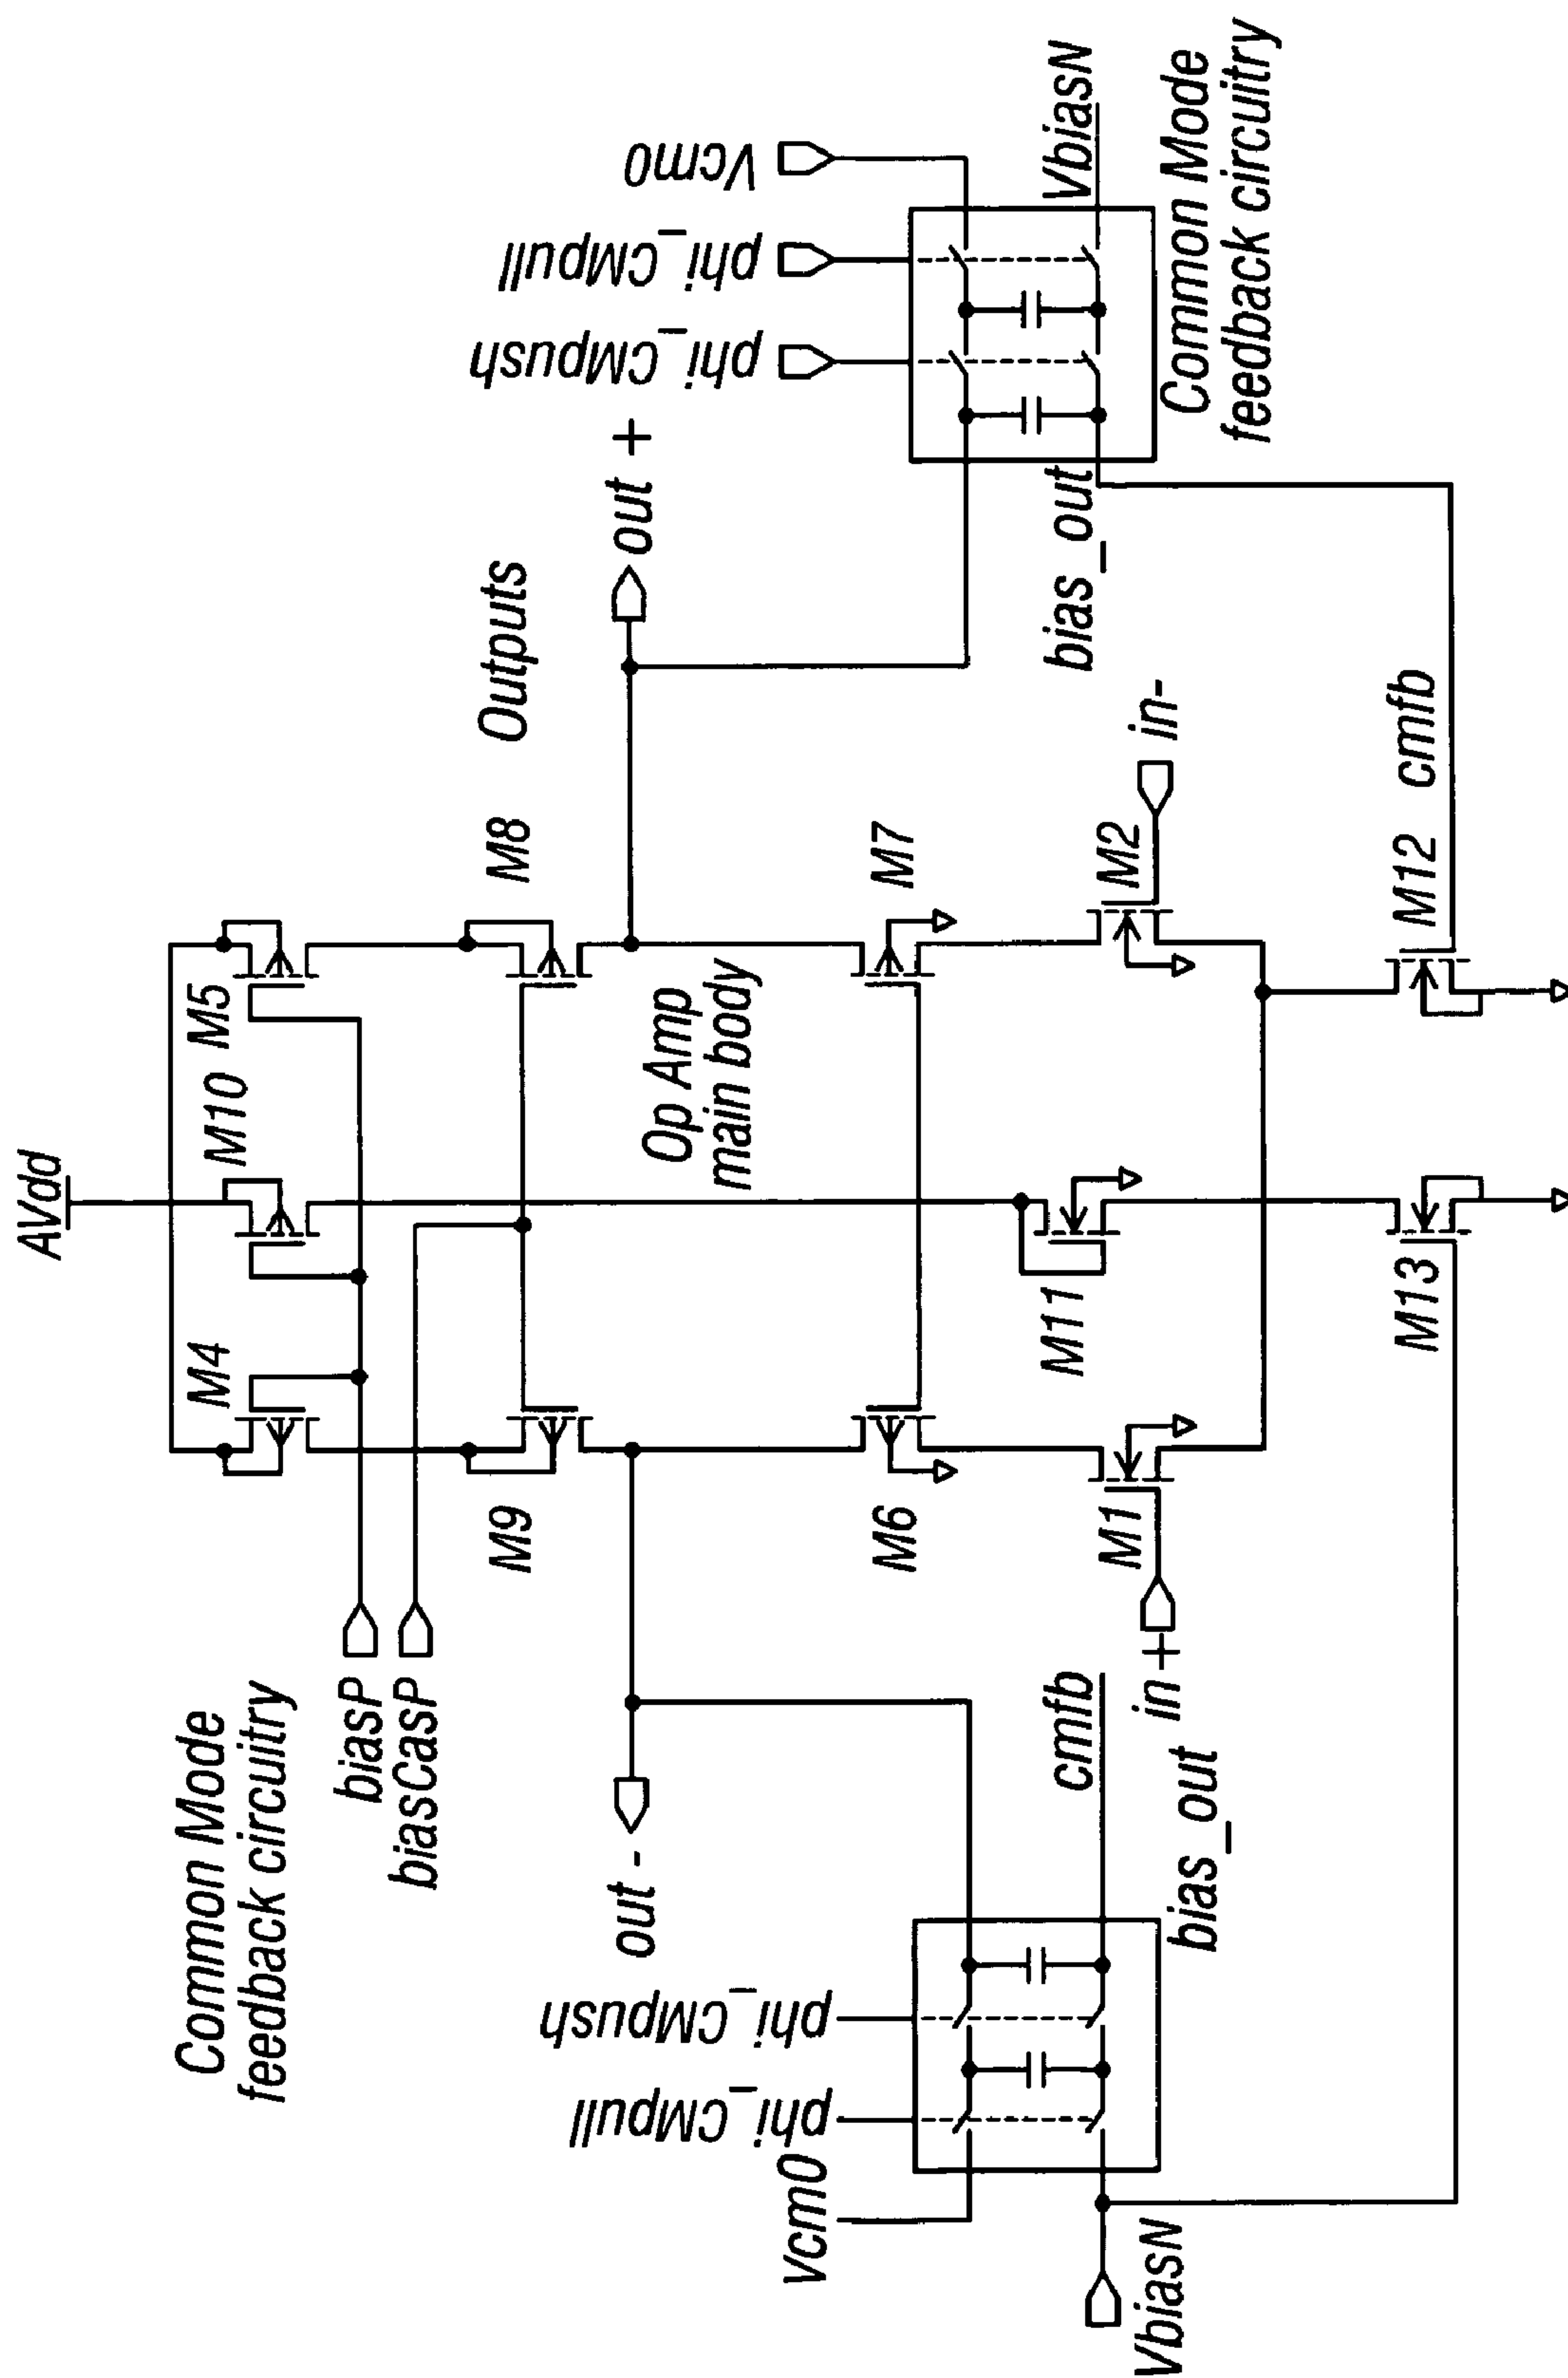 AVdd
Common Mode
feedback circuitry
M4
M10
M5
biasP
biasCasP
M9
M8
Outputs
out -
out +
Op Amp
main body
phi_CMpush
phi_CMpull
Vcm0
phi_CMpush
phi_CMpull
Vcm0
M6
M7
cmfb
bias_out
in+
M1
M11
M2
in-
bias_out
VbiasN
Common Mode
feedback circuitry
VbiasN
M13
M12
cmfb